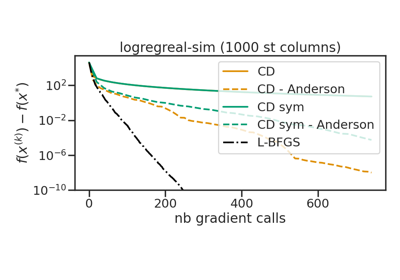 logregreal-sim (1000 st columns)
f(x^{(k)}) − f(x^*)
10^2
10^{−2}
10^{−6}
10^{−10}
CD
CD - Anderson
CD sym
CD sym - Anderson
L-BFGS
0 200 400 600
nb gradient calls